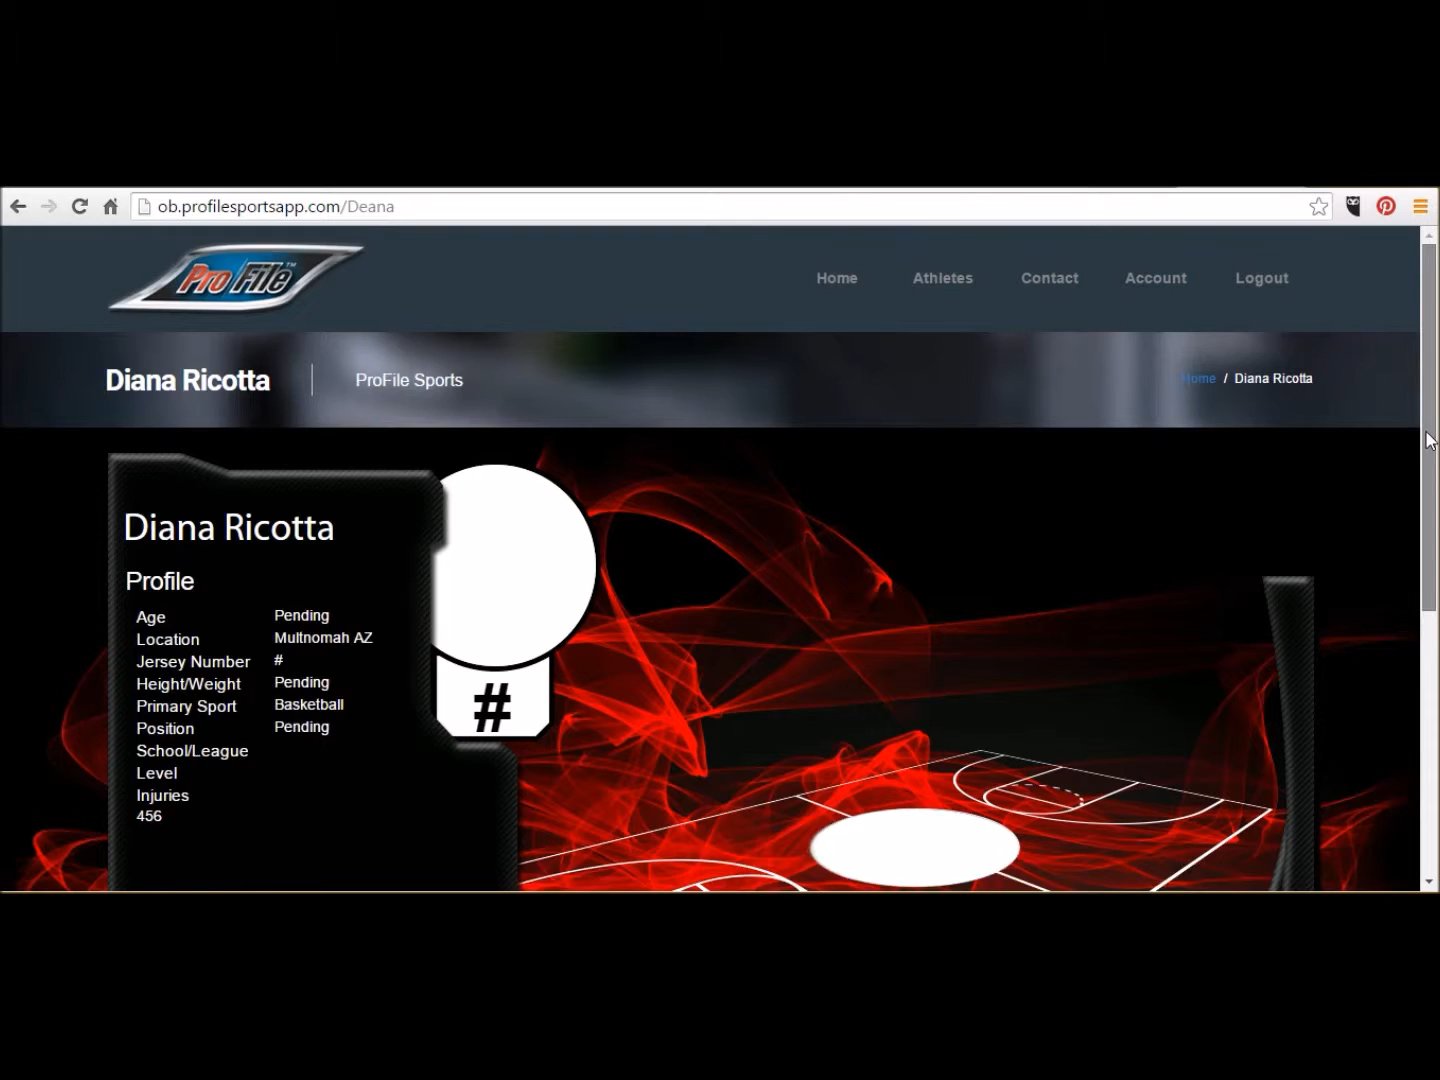 ob.profilesportsapp.com/Deana
Pro/File™
Home
Athletes
Contact
Account
Logout
Diana Ricotta
ProFile Sports
Home / Diana Ricotta
Diana Ricotta
Profile
Age Pending
Location Multnomah AZ
Jersey Number #
Height/Weight Pending
Primary Sport Basketball
Position Pending
School/League
Level
Injuries
456
#